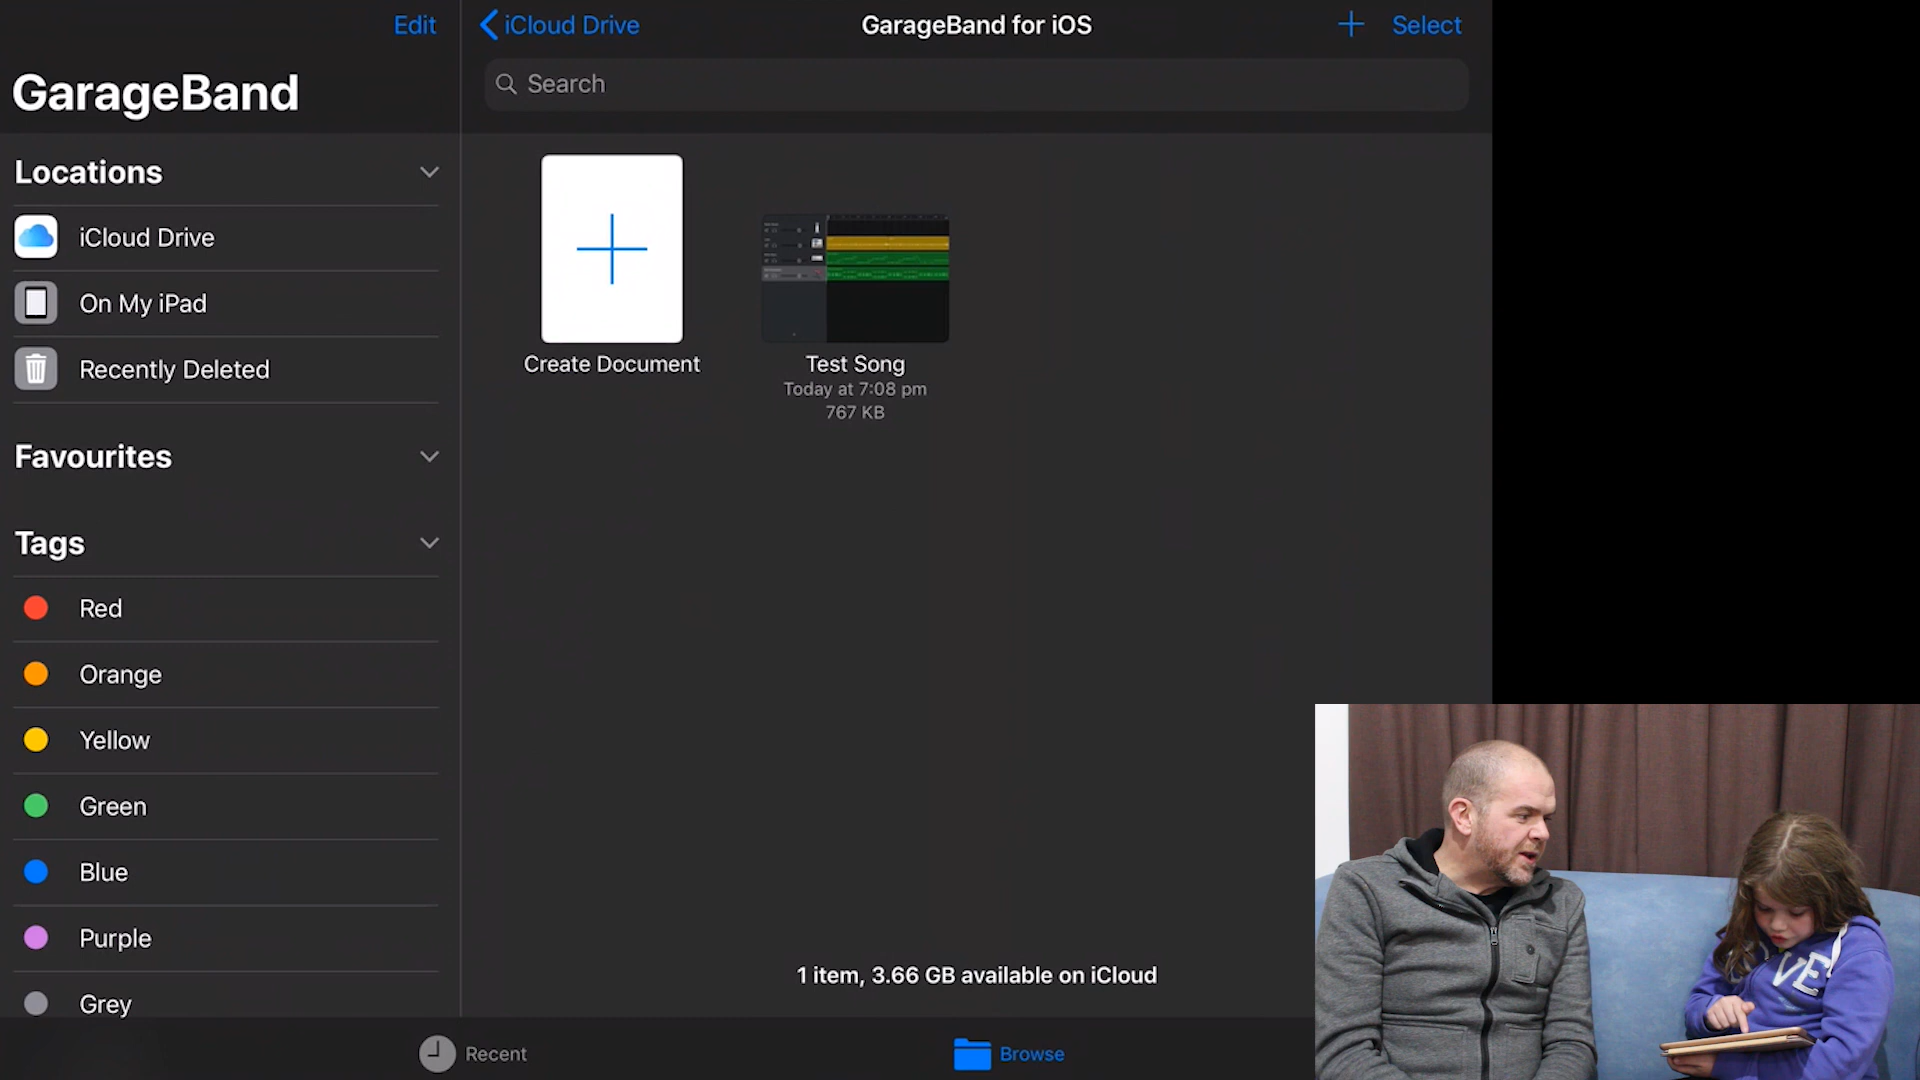 Edit
GarageBand
Locations
iCloud Drive
On My iPad
Recently Deleted
Favourites
Tags
Red
Orange
Yellow
Green
Blue
Purple
Grey
iCloud Drive
GarageBand for iOS
Select
Search
Create Document
Test Song
Today at 7:08 pm
767 KB
1 item, 3.66 GB available on iCloud
Recent
Browse
VE